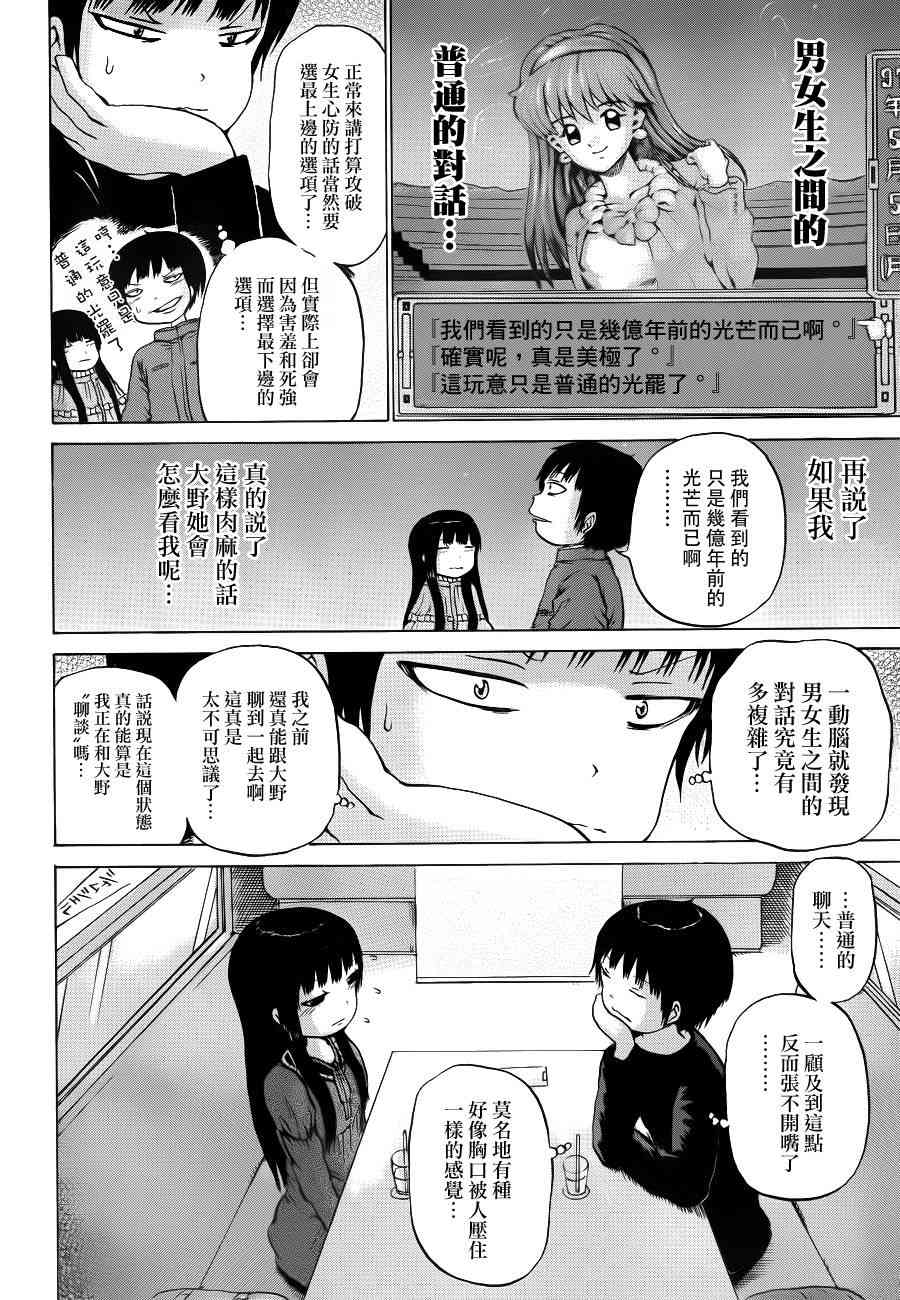 男女生之間的
普通的對話…
97年5月5日月
『我們看到的只是幾億年前的光芒而已啊。』
『確實呢，真是美極了。』
『這玩意只是普通的光罷了。』
正常來講打算攻破
女生心防的話當然要
選最上邊的選項了…
但實際上卻會
因為害羞和死強
而選擇最下邊的
選項…
哼…
這玩意只是
普通的光罷了
再說了
如果我
我們看到的
只是幾億年前的
光芒而已啊
………
真的說了
這樣肉麻的話
大野她會
怎麼看我呢…
一動腦就發現
男女生之間的
對話究竟有
多複雜了…
我之前
還真能跟大野
聊到一起去啊
這真是
太不可思議了…
話說現在這個狀態
真的能算是
我正在和大野
〝聊談〞嗎…
…普通的
聊天……
一顧及到這點
反而張不開嘴了
………
莫名地有種
好像胸口被人壓住
一樣的感覺…